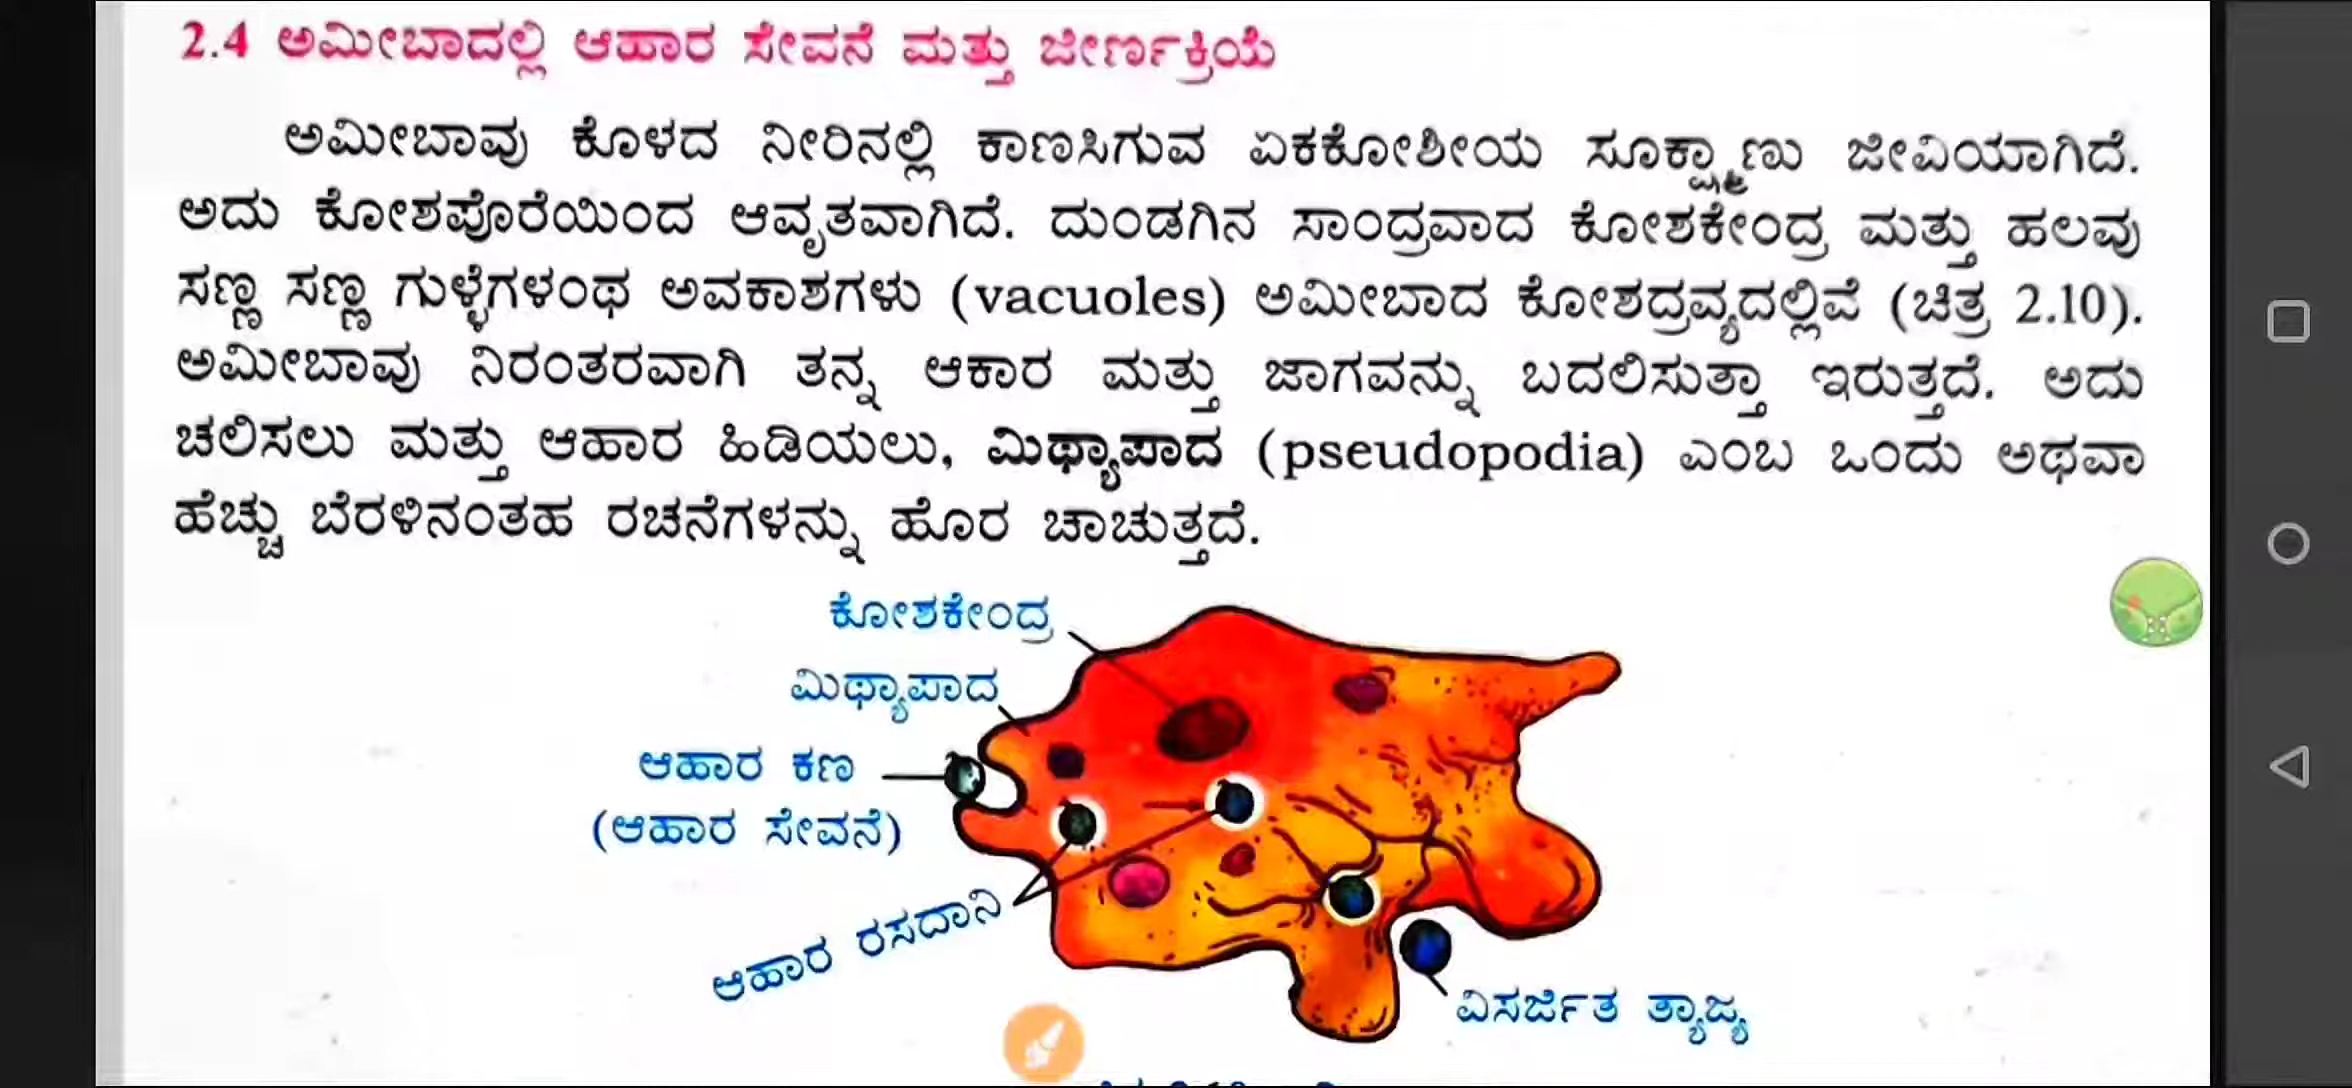 2.4 ಅಮೀಬಾದಲ್ಲಿ ಆಹಾರ ಸೇವನೆ ಮತ್ತು ಜೀರ್ಣಕ್ರಿಯೆ
ಅಮೀಬಾವು ಕೊಳದ ನೀರಿನಲ್ಲಿ ಕಾಣಸಿಗುವ ಏಕಕೋಶೀಯ ಸೂಕ್ಷ್ಮಾಣು ಜೀವಿಯಾಗಿದೆ.
ಅದು ಕೋಶಪೊರೆಯಿಂದ ಆವೃತವಾಗಿದೆ. ದುಂಡಗಿನ ಸಾಂದ್ರವಾದ ಕೋಶಕೇಂದ್ರ ಮತ್ತು ಹಲವು
ಸಣ್ಣ ಸಣ್ಣ ಗುಳ್ಳೆಗಳಂಥ ಅವಕಾಶಗಳು (vacuoles) ಅಮೀಬಾದ ಕೋಶದ್ರವ್ಯದಲ್ಲಿವೆ (ಚಿತ್ರ 2.10).
ಅಮೀಬಾವು ನಿರಂತರವಾಗಿ ತನ್ನ ಆಕಾರ ಮತ್ತು ಜಾಗವನ್ನು ಬದಲಿಸುತ್ತಾ ಇರುತ್ತದೆ. ಅದು
ಚಲಿಸಲು ಮತ್ತು ಆಹಾರ ಹಿಡಿಯಲು, ಮಿಥ್ಯಾಪಾದ (pseudopodia) ಎಂಬ ಒಂದು ಅಥವಾ
ಹೆಚ್ಚು ಬೆರಳಿನಂತಹ ರಚನೆಗಳನ್ನು ಹೊರ ಚಾಚುತ್ತದೆ.
ಕೋಶಕೇಂದ್ರ
ಮಿಥ್ಯಾಪಾದ
ಆಹಾರ ಕಣ
(ಆಹಾರ ಸೇವನೆ)
ಆಹಾರ ರಸದಾನಿ
ವಿಸರ್ಜಿತ ತ್ಯಾಜ್ಯ